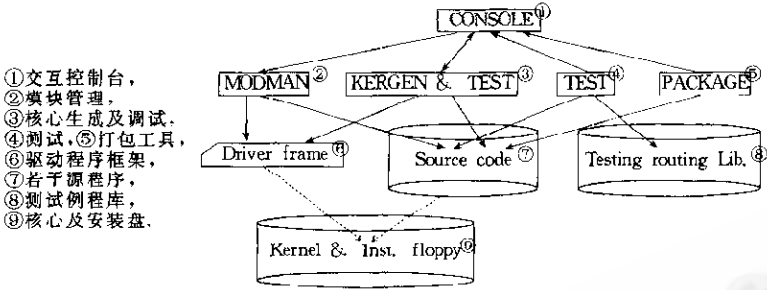 CONSOLE①
MODMAN②
KERGEN & TEST③
TEST④
PACKAGE⑤
①交互控制台,
②模块管理,
③核心生成及调试,
④测试,⑤打包工具,
⑥驱动程序框架,
⑦若干源程序,
⑧测试例程库,
⑨核心及安装盘.
Driver frame⑥
Source code⑦
Testing routing Lib.⑧
Kernel & Inst. floppy⑨